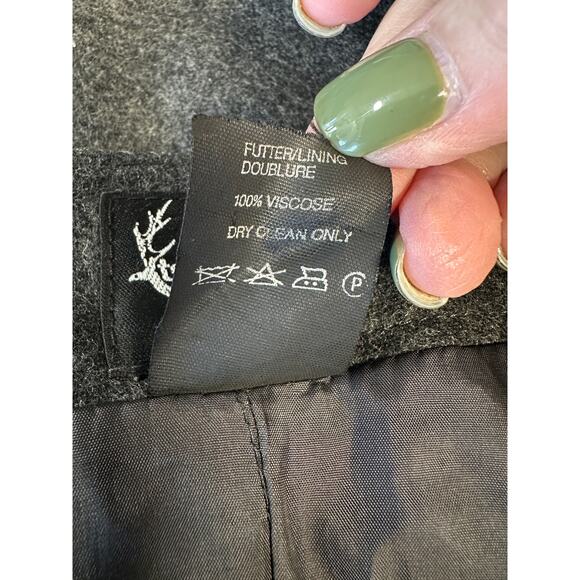 FUTTER/LINING
DOUBLURE
100% VISCOSE
DRY CLEAN ONLY
P